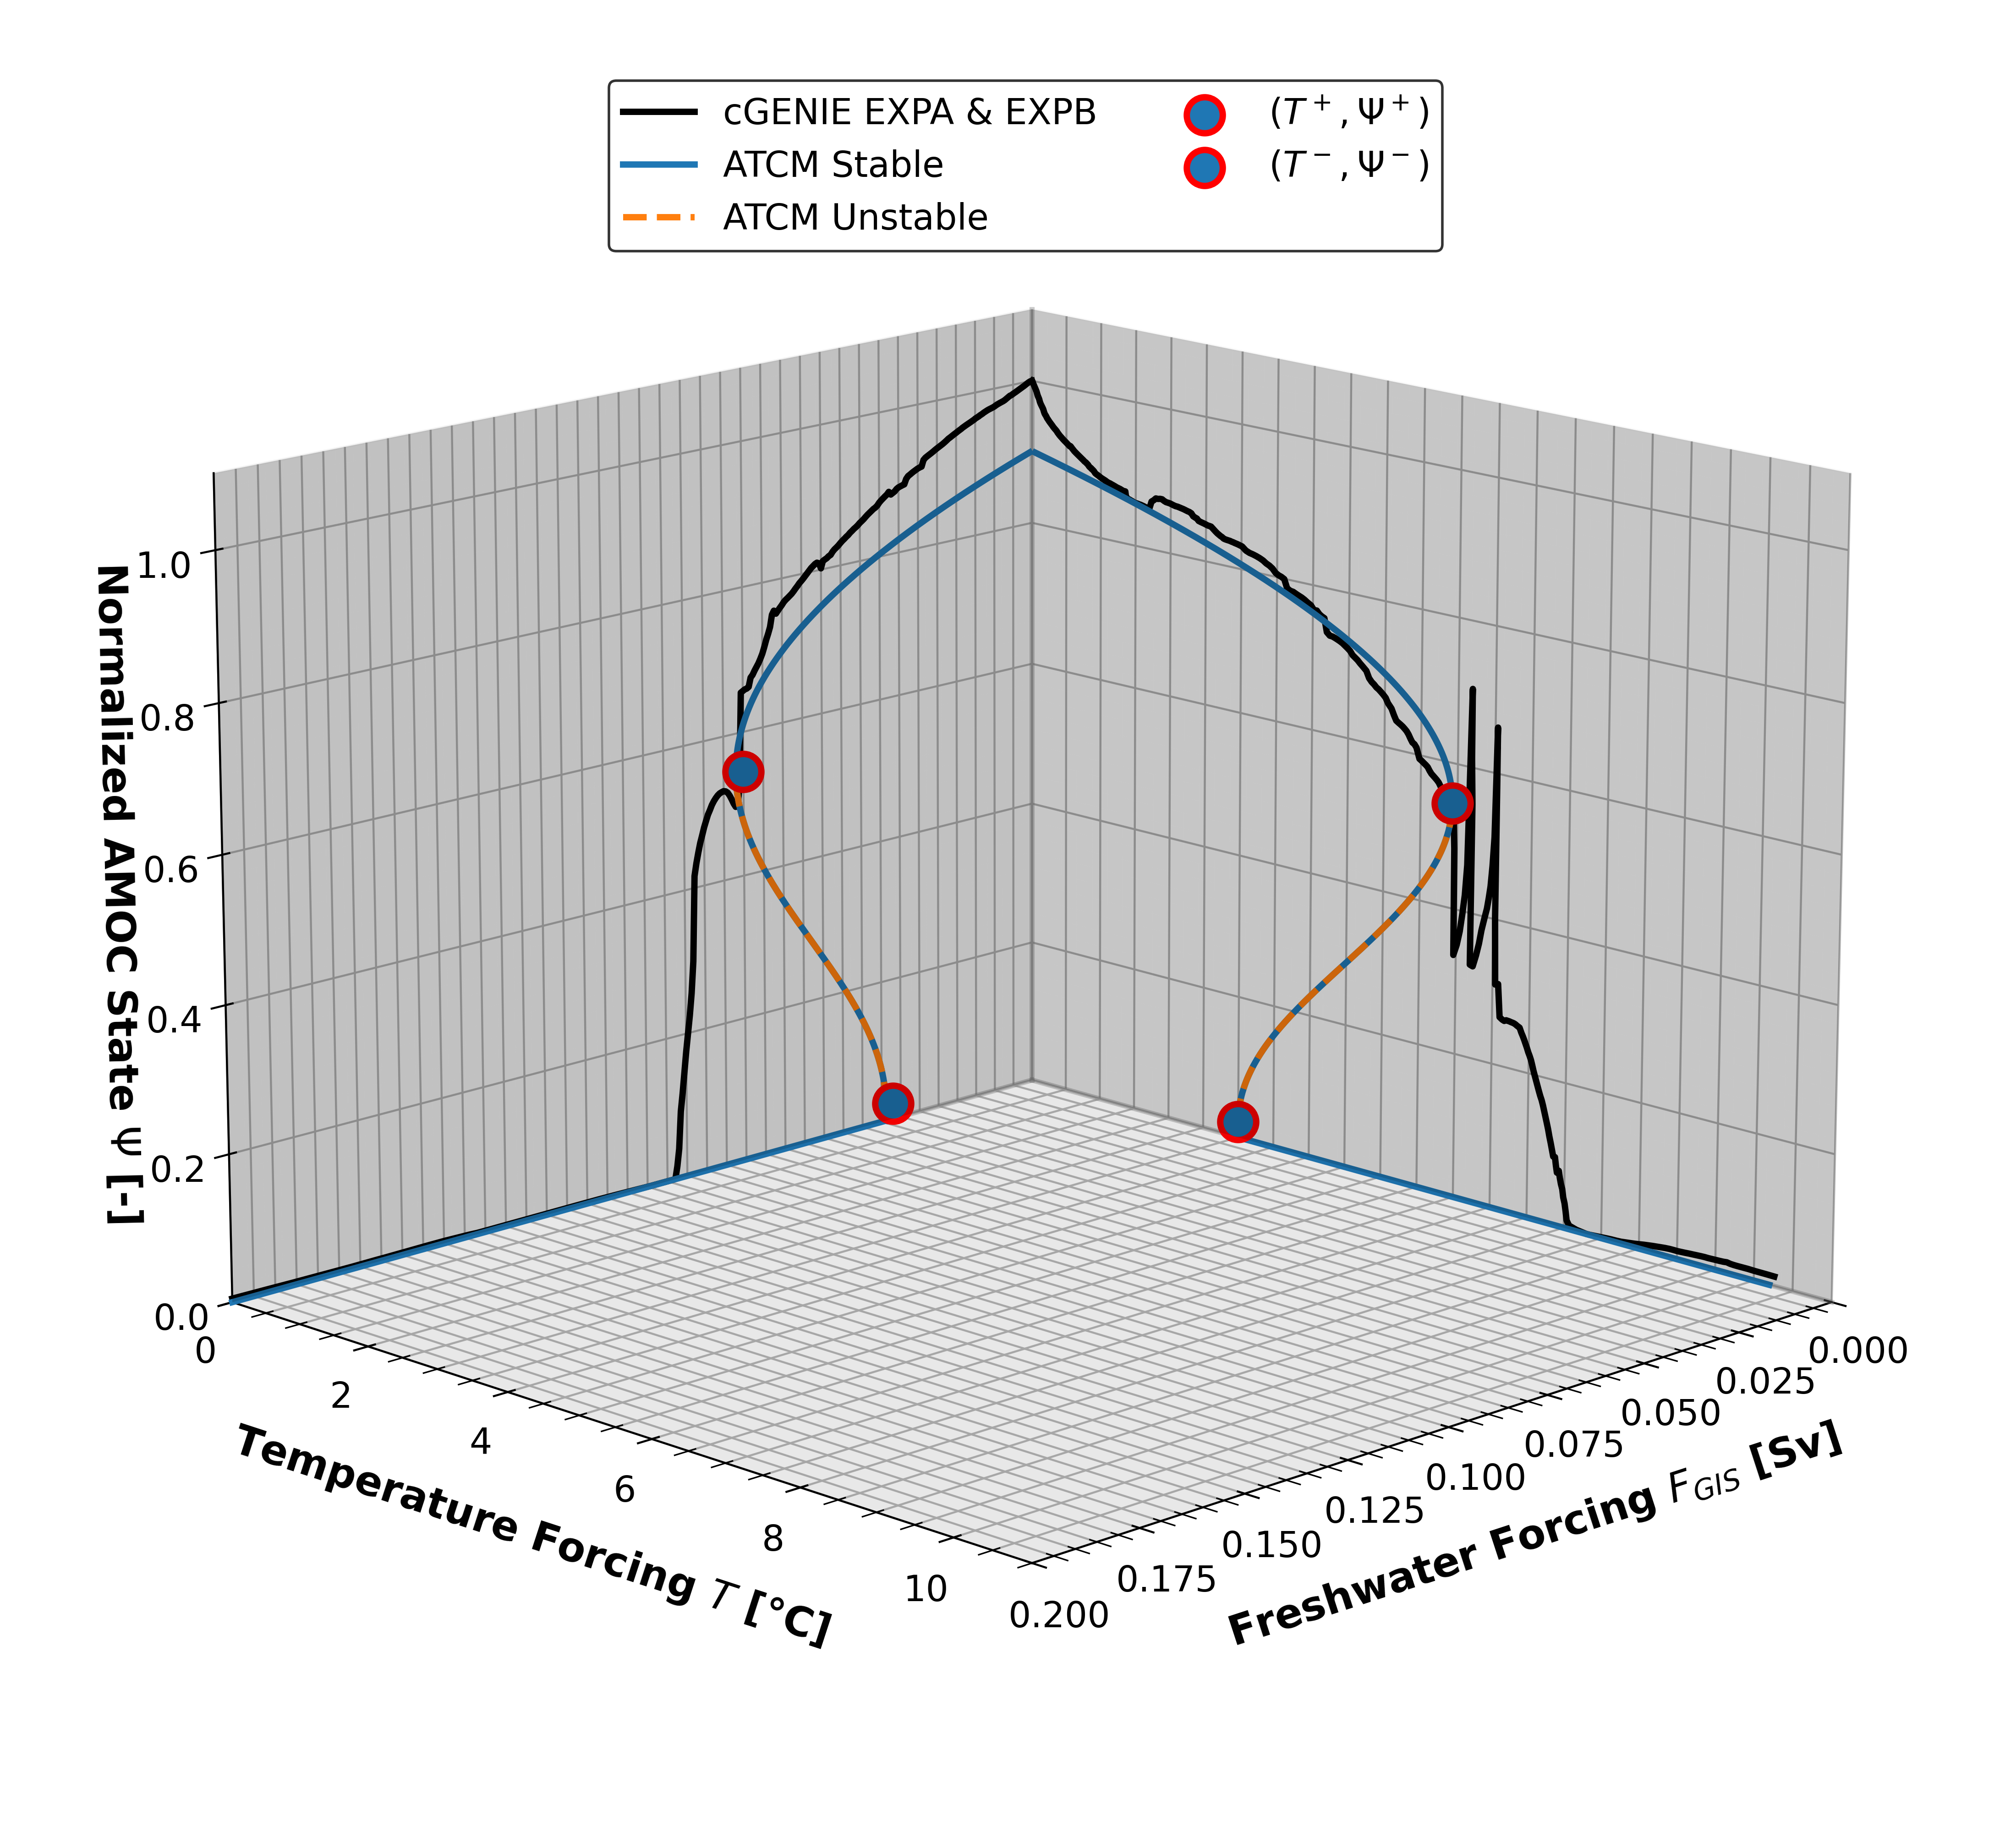 cGENIE EXPA & EXPB
ATCM Stable
ATCM Unstable
(T⁺, Ψ⁺)
(T⁻, Ψ⁻)
Normalized AMOC State Ψ [-]
1.0
0.8
0.6
0.4
0.2
0.0
0
2
4
6
8
10
Temperature Forcing T [°C]
0.200
0.175
0.150
0.125
0.100
0.075
0.050
0.025
0.000
Freshwater Forcing F_GIS [Sv]